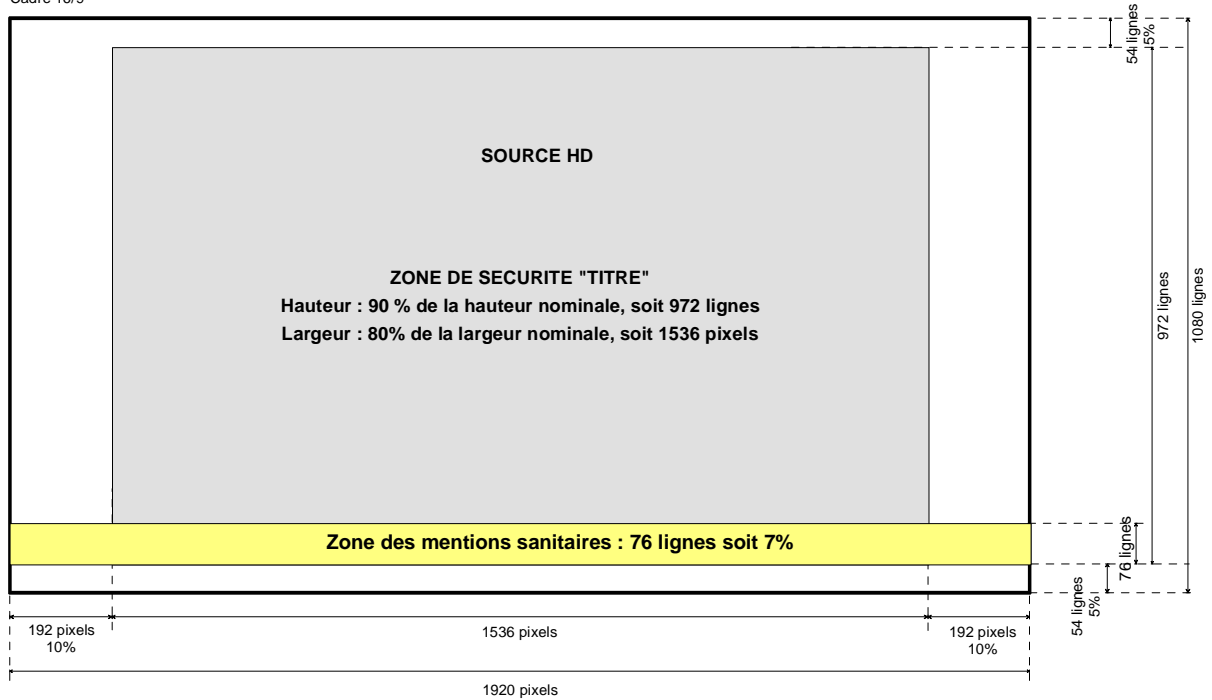 Cadre 16/9
54 lignes
5%
SOURCE HD
ZONE DE SECURITE "TITRE"
Hauteur : 90 % de la hauteur nominale, soit 972 lignes
Largeur : 80% de la largeur nominale, soit 1536 pixels
972 lignes
1080 lignes
Zone des mentions sanitaires : 76 lignes soit 7%
76 lignes
54 lignes
5%
192 pixels
10%
1536 pixels
192 pixels
10%
1920 pixels